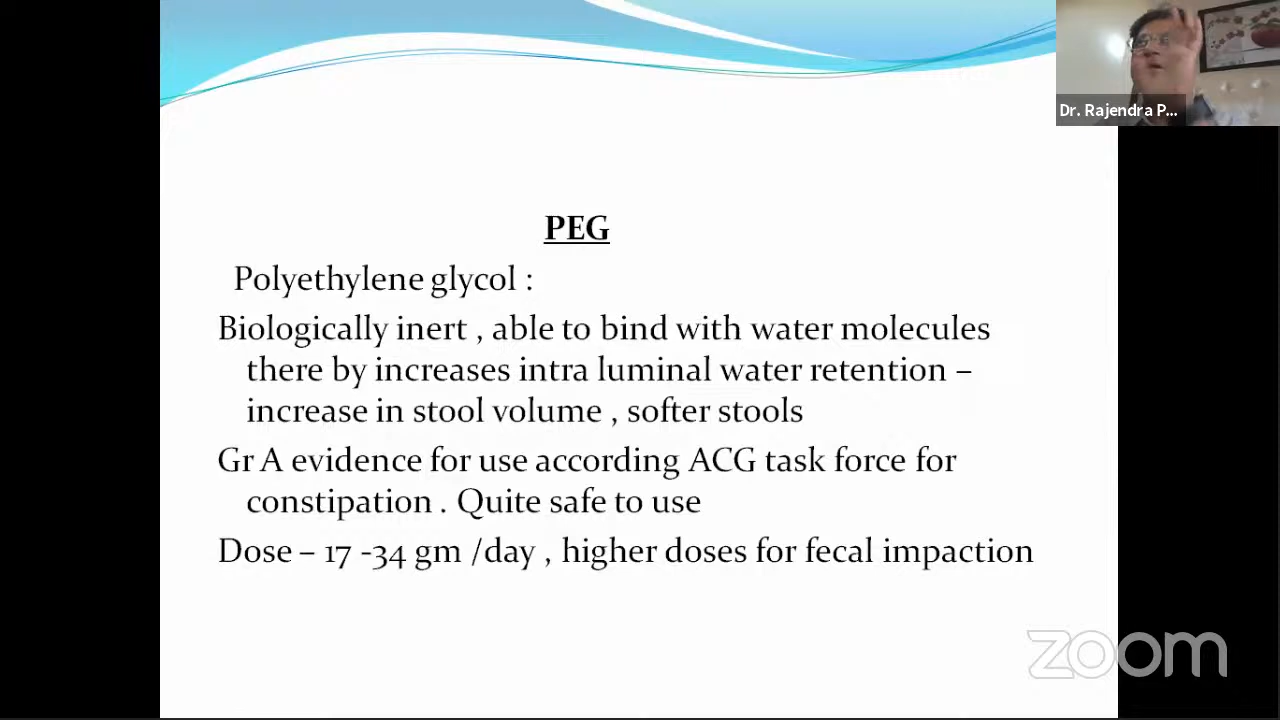 Dr. Rajendra P...
PEG
Polyethylene glycol :
Biologically inert , able to bind with water molecules
there by increases intra luminal water retention –
increase in stool volume , softer stools
Gr A evidence for use according ACG task force for
constipation . Quite safe to use
Dose – 17 -34 gm /day , higher doses for fecal impaction
zoom